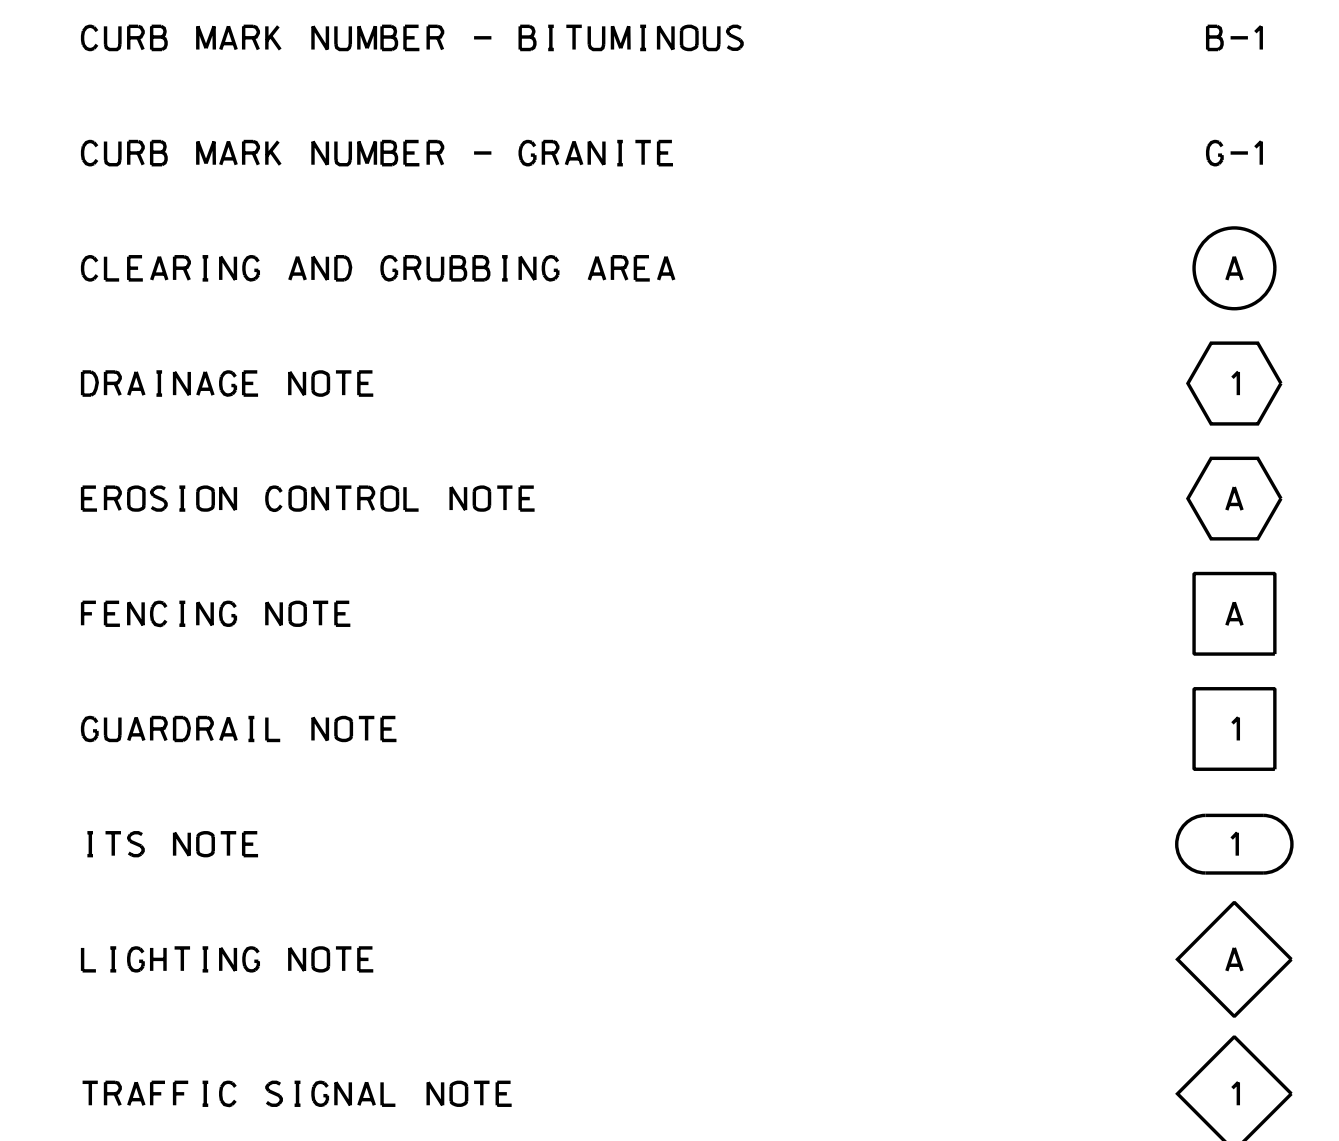 CURB MARK NUMBER - BITUMINOUS B-1
CURB MARK NUMBER - GRANITE G-1
CLEARING AND GRUBBING AREA A
DRAINAGE NOTE 1
EROSION CONTROL NOTE A
FENCING NOTE A
GUARDRAIL NOTE 1
ITS NOTE 1
LIGHTING NOTE A
TRAFFIC SIGNAL NOTE 1